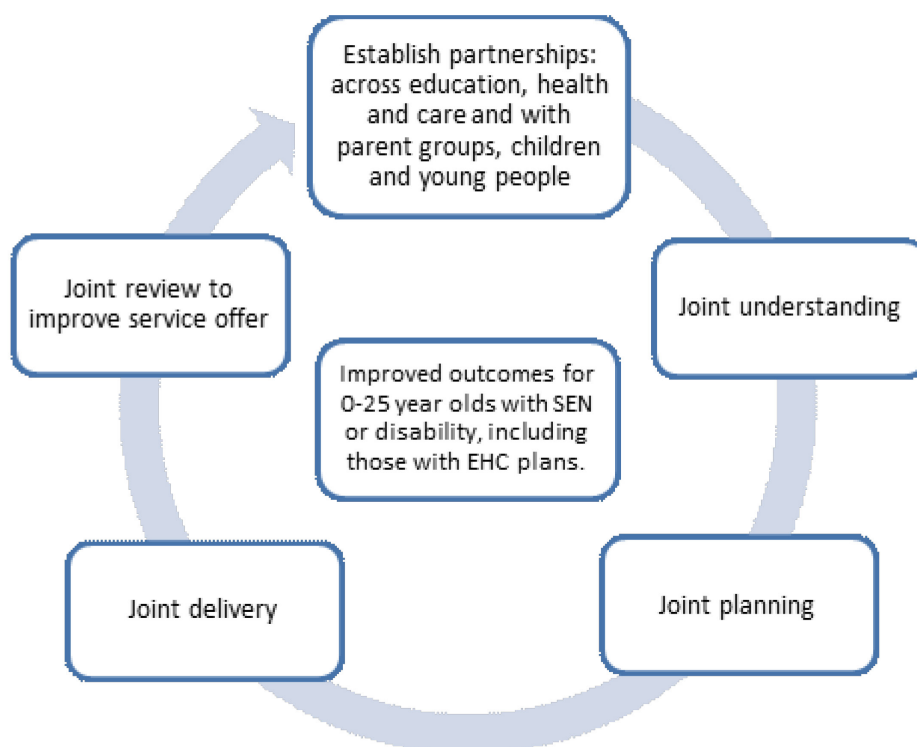 Establish partnerships:
across education, health
and care and with
parent groups, children
and young people
Joint understanding
Joint planning
Joint delivery
Joint review to
improve service offer
Improved outcomes for
0-25 year olds with SEN
or disability, including
those with EHC plans.